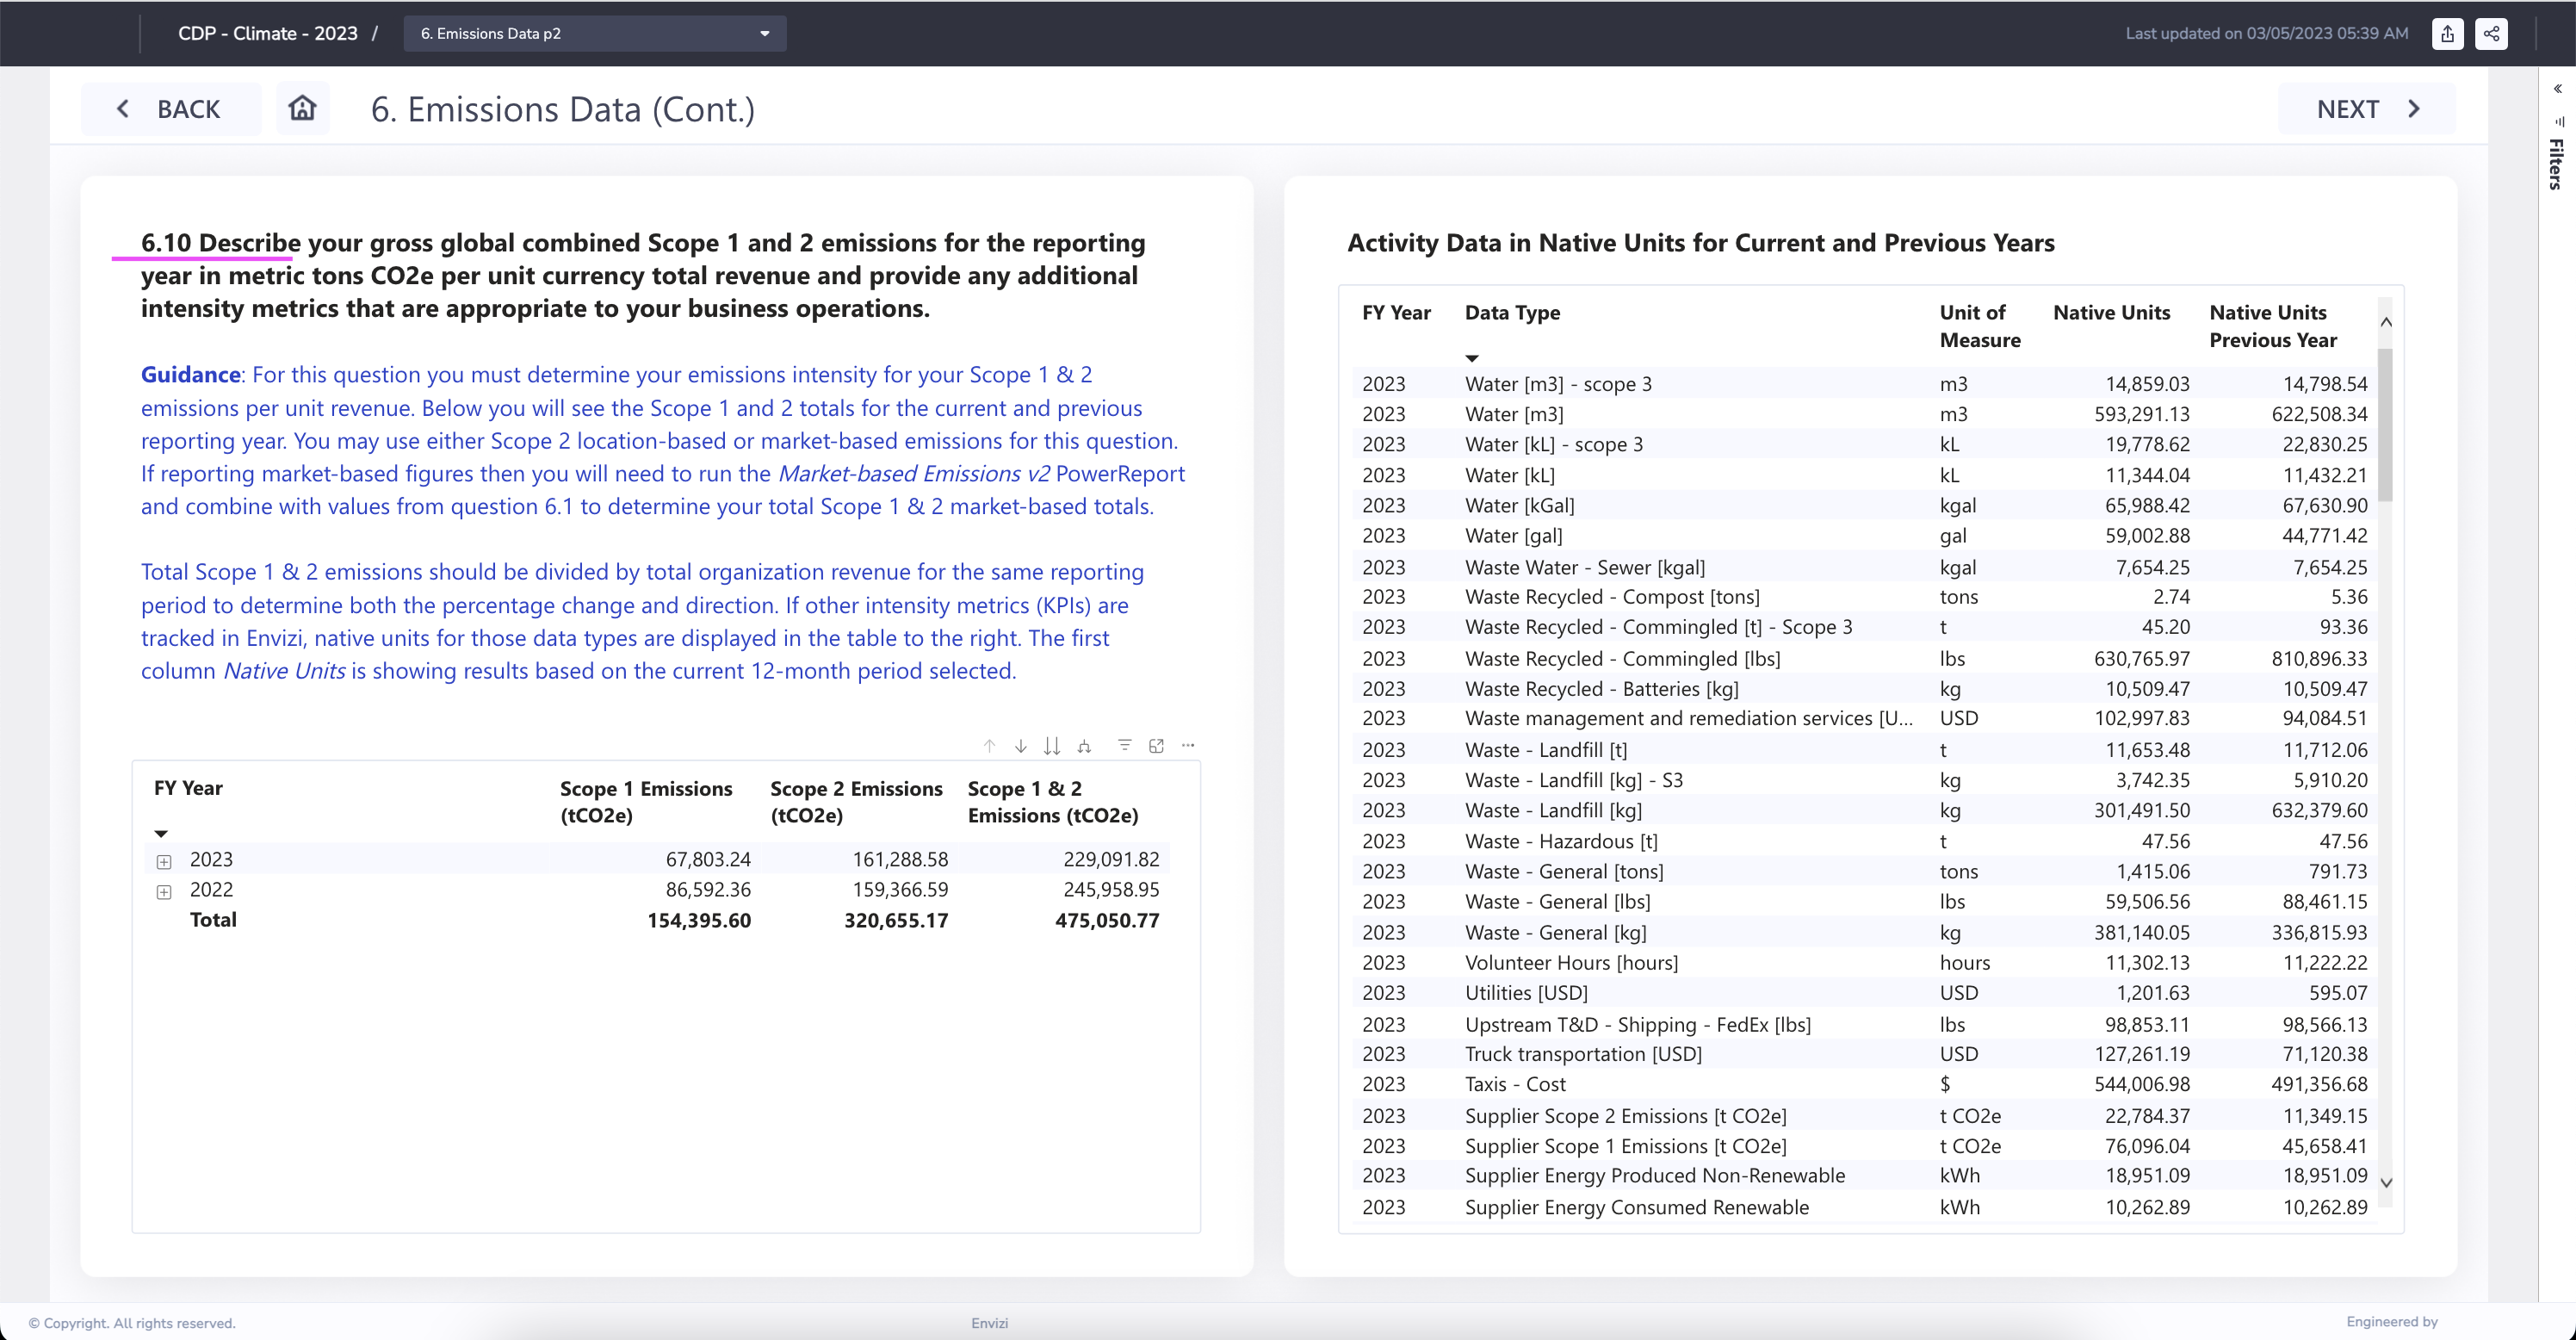 CDP - Climate - 2023 / 6. Emissions Data p2
Last updated on 03/05/2023 05:39 AM
BACK
6. Emissions Data (Cont.)
NEXT
Filters
6.10 Describe your gross global combined Scope 1 and 2 emissions for the reporting
year in metric tons CO2e per unit currency total revenue and provide any additional
intensity metrics that are appropriate to your business operations.
Guidance: For this question you must determine your emissions intensity for your Scope 1 & 2
emissions per unit revenue. Below you will see the Scope 1 and 2 totals for the current and previous
reporting year. You may use either Scope 2 location-based or market-based emissions for this question.
If reporting market-based figures then you will need to run the Market-based Emissions v2 PowerReport
and combine with values from question 6.1 to determine your total Scope 1 & 2 market-based totals.
Total Scope 1 & 2 emissions should be divided by total organization revenue for the same reporting
period to determine both the percentage change and direction. If other intensity metrics (KPIs) are
tracked in Envizi, native units for those data types are displayed in the table to the right. The first
column Native Units is showing results based on the current 12-month period selected.
FY Year Scope 1 Emissions Scope 2 Emissions Scope 1 & 2
(tCO2e) (tCO2e) Emissions (tCO2e)
2023 67,803.24 161,288.58 229,091.82
2022 86,592.36 159,366.59 245,958.95
Total 154,395.60 320,655.17 475,050.77
Activity Data in Native Units for Current and Previous Years
FY Year Data Type Unit of Native Units Native Units
Measure Previous Year
2023 Water [m3] - scope 3 m3 14,859.03 14,798.54
2023 Water [m3] m3 593,291.13 622,508.34
2023 Water [kL] - scope 3 kL 19,778.62 22,830.25
2023 Water [kL] kL 11,344.04 11,432.21
2023 Water [kGal] kgal 65,988.42 67,630.90
2023 Water [gal] gal 59,002.88 44,771.42
2023 Waste Water - Sewer [kgal] kgal 7,654.25 7,654.25
2023 Waste Recycled - Compost [tons] tons 2.74 5.36
2023 Waste Recycled - Commingled [t] - Scope 3 t 45.20 93.36
2023 Waste Recycled - Commingled [lbs] lbs 630,765.97 810,896.33
2023 Waste Recycled - Batteries [kg] kg 10,509.47 10,509.47
2023 Waste management and remediation services [U... USD 102,997.83 94,084.51
2023 Waste - Landfill [t] t 11,653.48 11,712.06
2023 Waste - Landfill [kg] - S3 kg 3,742.35 5,910.20
2023 Waste - Landfill [kg] kg 301,491.50 632,379.60
2023 Waste - Hazardous [t] t 47.56 47.56
2023 Waste - General [tons] tons 1,415.06 791.73
2023 Waste - General [lbs] lbs 59,506.56 88,461.15
2023 Waste - General [kg] kg 381,140.05 336,815.93
2023 Volunteer Hours [hours] hours 11,302.13 11,222.22
2023 Utilities [USD] USD 1,201.63 595.07
2023 Upstream T&D - Shipping - FedEx [lbs] lbs 98,853.11 98,566.13
2023 Truck transportation [USD] USD 127,261.19 71,120.38
2023 Taxis - Cost $ 544,006.98 491,356.68
2023 Supplier Scope 2 Emissions [t CO2e] t CO2e 22,784.37 11,349.15
2023 Supplier Scope 1 Emissions [t CO2e] t CO2e 76,096.04 45,658.41
2023 Supplier Energy Produced Non-Renewable kWh 18,951.09 18,951.09
2023 Supplier Energy Consumed Renewable kWh 10,262.89 10,262.89
© Copyright. All rights reserved.
Envizi
Engineered by